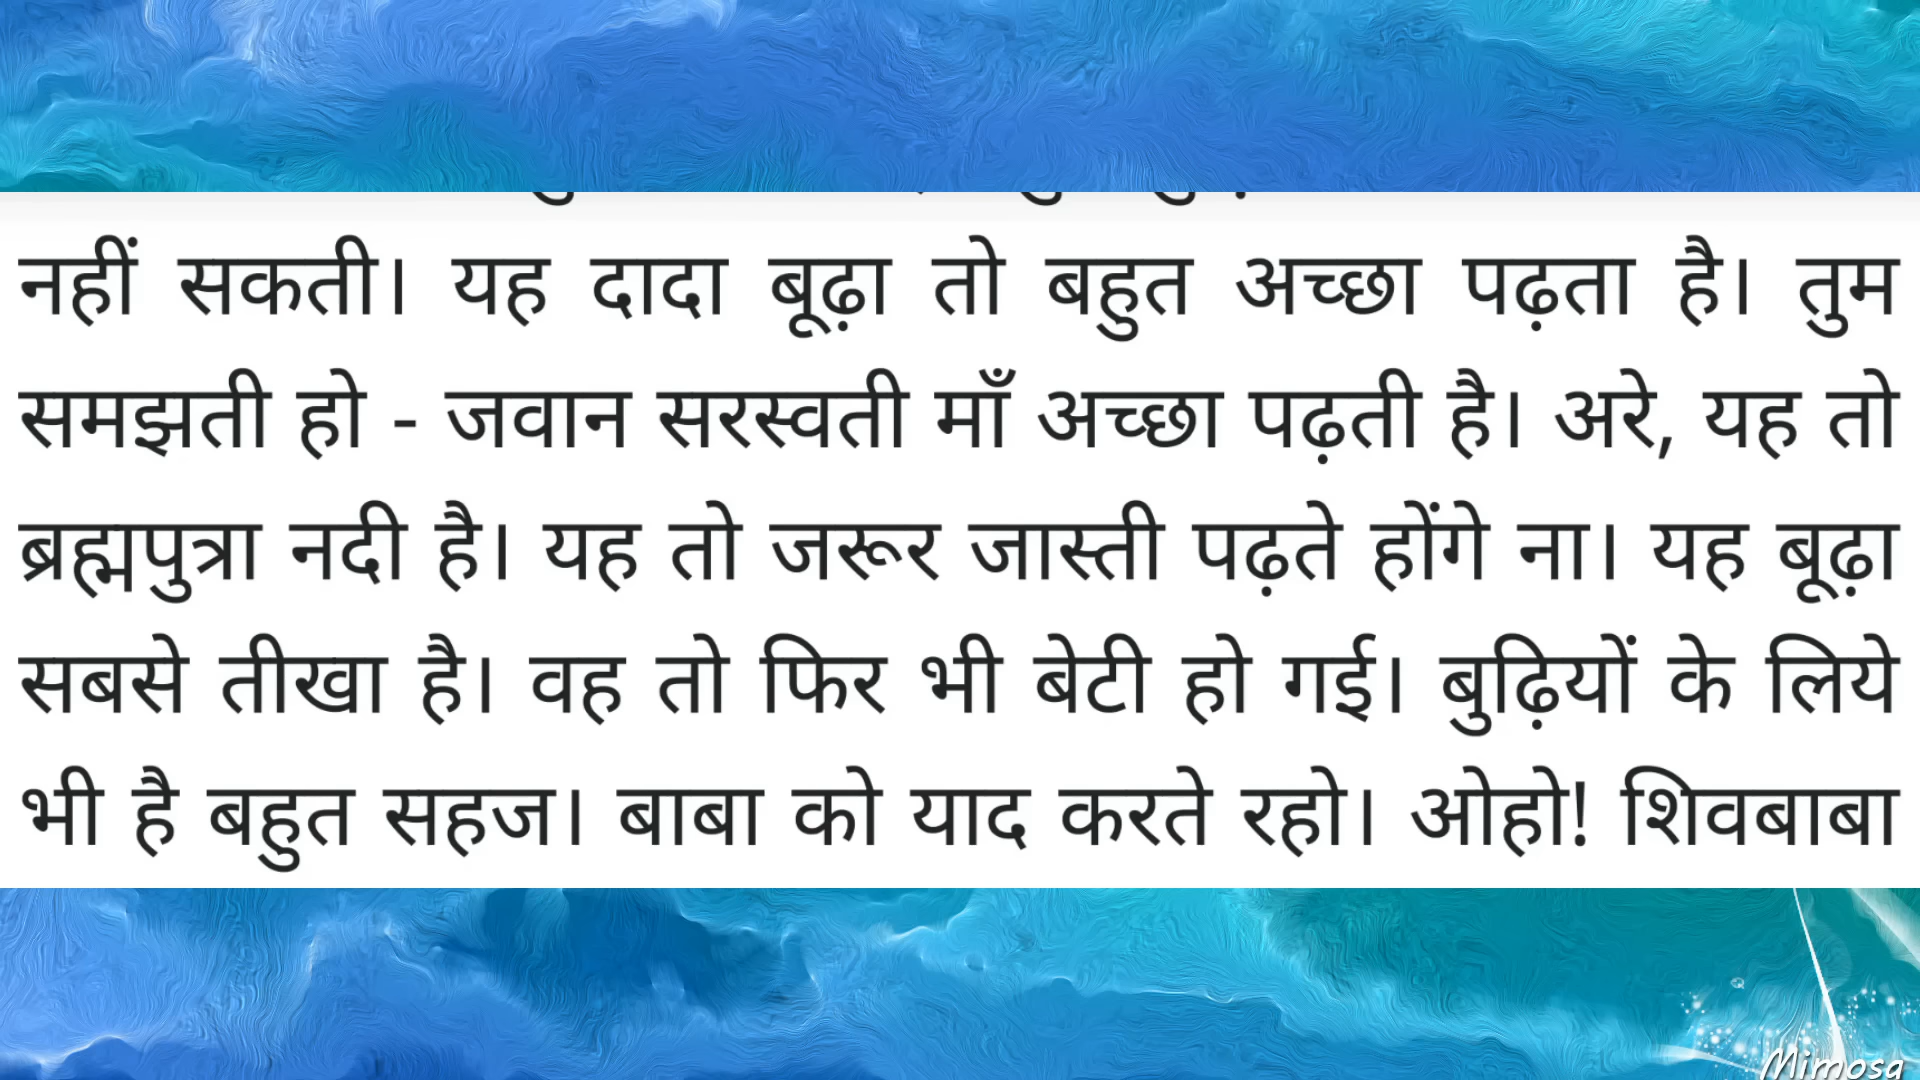 नहीं सकती। यह दादा बूढ़ा तो बहुत अच्छा पढ़ता है। तुम
समझती हो - जवान सरस्वती माँ अच्छा पढ़ती है। अरे, यह तो
ब्रह्मपुत्रा नदी है। यह तो जरूर जास्ती पढ़ते होंगे ना। यह बूढ़ा
सबसे तीखा है। वह तो फिर भी बेटी हो गई। बुढ़ियों के लिये
भी है बहुत सहज। बाबा को याद करते रहो। ओहो! शिवबाबा
Mimosa